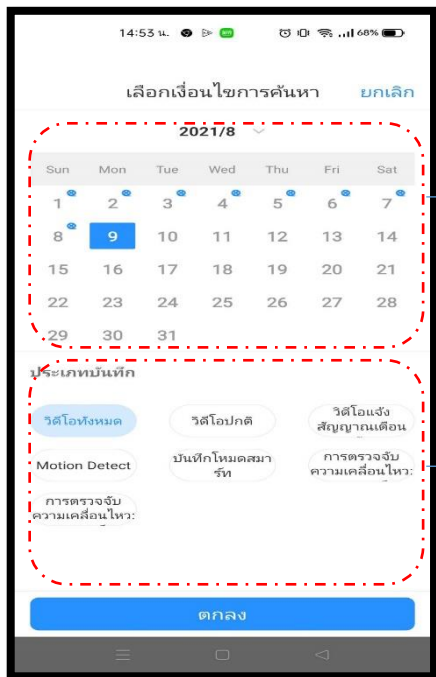 14:53 น. 68%
เลือกเงื่อนไขการค้นหา ยกเลิก
2021/8
Sun Mon Tue Wed Thu Fri Sat
1 2 3 4 5 6 7
8 9 10 11 12 13 14
15 16 17 18 19 20 21
22 23 24 25 26 27 28
29 30 31
ประเภทบันทึก
วิดีโอทั้งหมด วิดีโอปกติ วิดีโอแจ้ง
สัญญาณเตือน
Motion Detect บันทึกโหมดสมา
ร์ท การตรวจจับ
ความเคลื่อนไหว:
การตรวจจับ
ความเคลื่อนไหว:
ตกลง